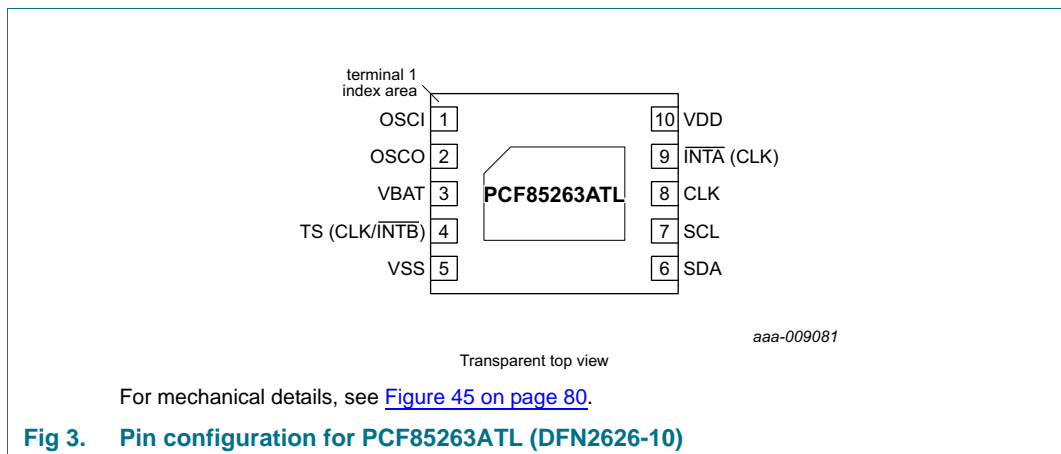 terminal 1
index area
OSCI 1
10 VDD
OSCO 2
9 INTA (CLK)
VBAT 3
PCF85263ATL
8 CLK
TS (CLK/INTB) 4
7 SCL
VSS 5
6 SDA
aaa-009081
Transparent top view
For mechanical details, see Figure 45 on page 80.
Fig 3. Pin configuration for PCF85263ATL (DFN2626-10)